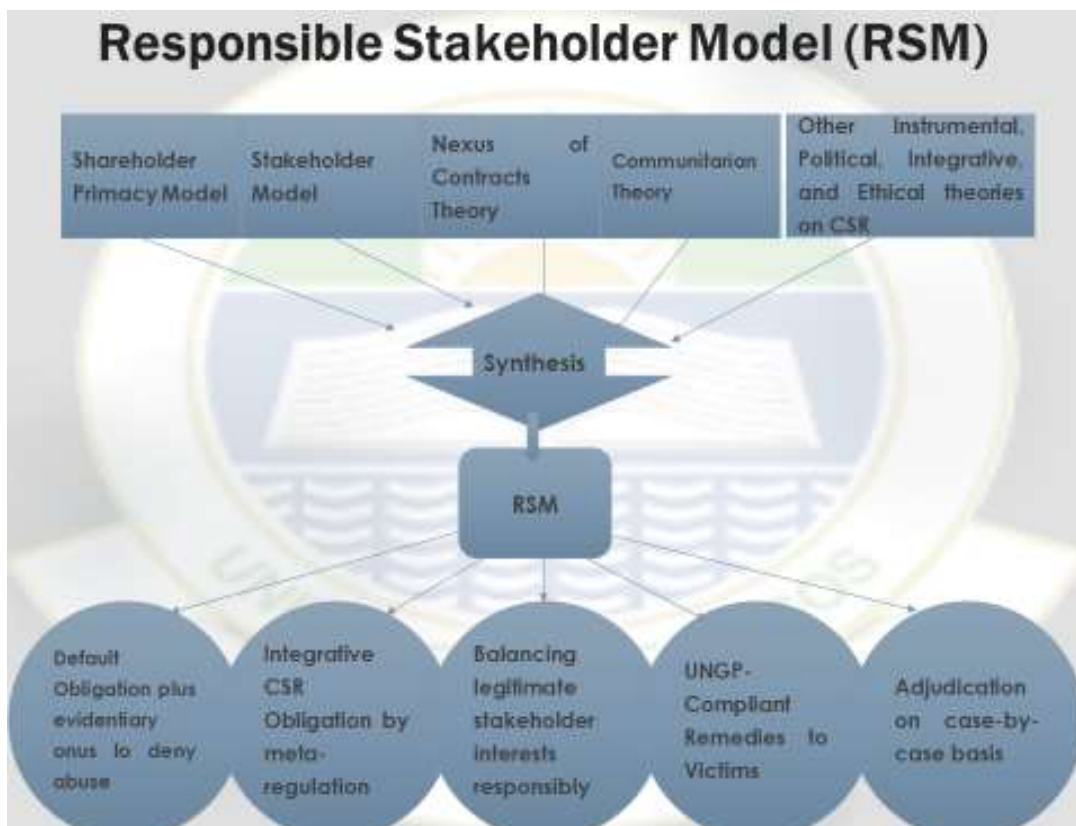 Responsible Stakeholder Model (RSM)
Shareholder
Primacy Model
Stakeholder
Model
Nexus of
Contracts
Theory
Communitarian
Theory
Other Instrumental,
Political, Integrative,
and Ethical theories
on CSR
Synthesis
RSM
Default
Obligation plus
evidentiary
onus to deny
abuse
Integrative
CSR
Obligation by
meta-
regulation
Balancing
legitimate
stakeholder
interests
responsibly
UNGP-
Compliant
Remedies to
Victims
Adjudication
on case-by-
case basis